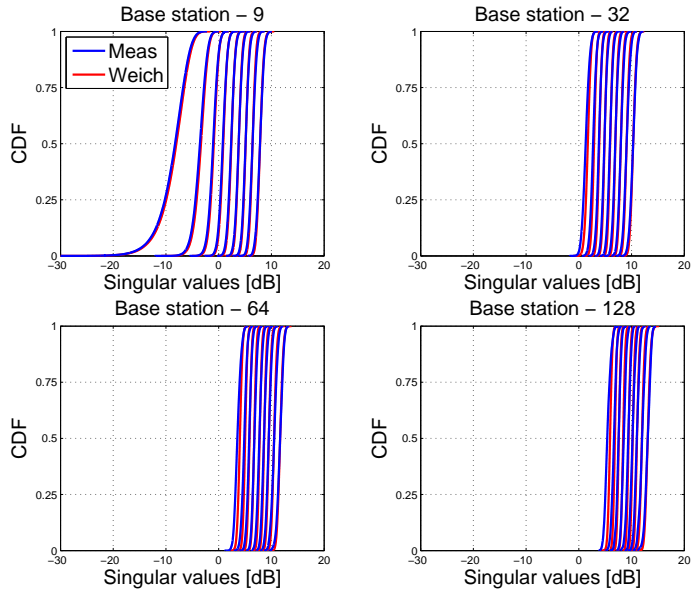 Base station − 9
CDF
1
0.75
0.5
0.25
0
Meas
Weich
−30 −20 −10 0 10 20
Singular values [dB]
Base station − 32
CDF
1
0.75
0.5
0.25
0
−30 −20 −10 0 10 20
Singular values [dB]
Base station − 64
CDF
1
0.75
0.5
0.25
0
−30 −20 −10 0 10 20
Singular values [dB]
Base station − 128
CDF
1
0.75
0.5
0.25
0
−30 −20 −10 0 10 20
Singular values [dB]